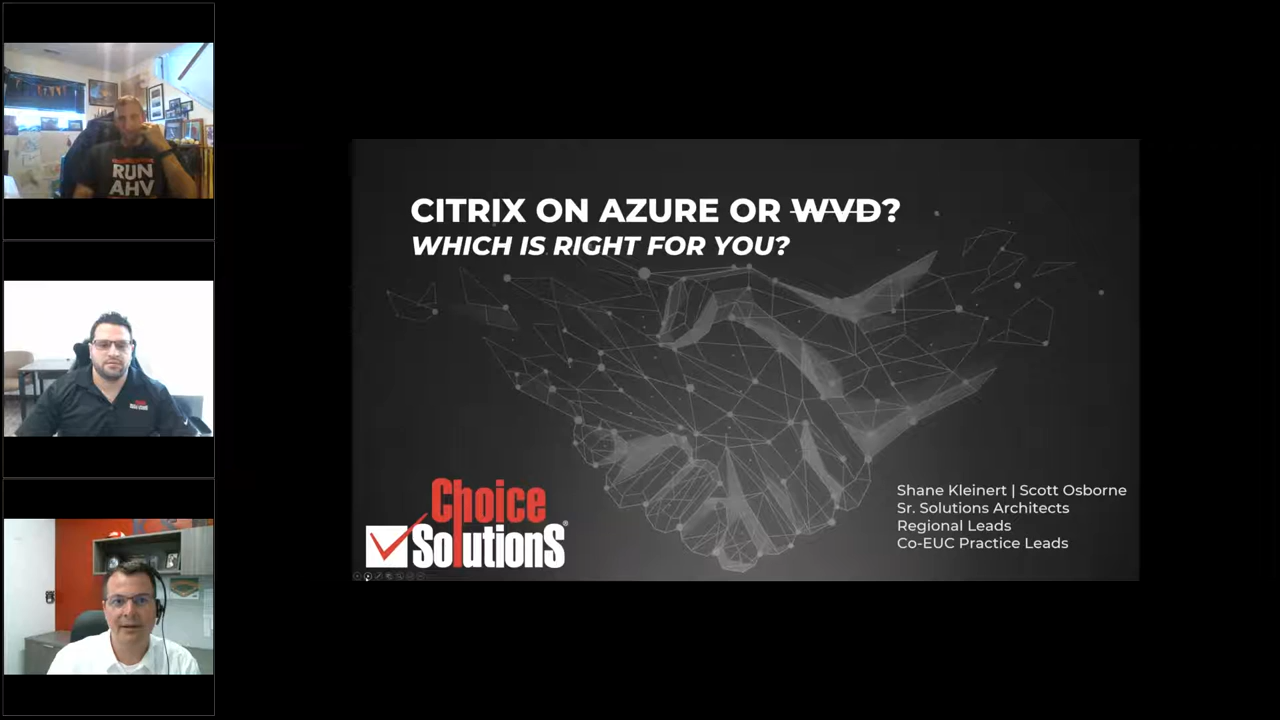 RUN
AHV
CITRIX ON AZURE OR WVD?
WHICH IS RIGHT FOR YOU?
Choice
Solutions®
Shane Kleinert | Scott Osborne
Sr. Solutions Architects
Regional Leads
Co-EUC Practice Leads